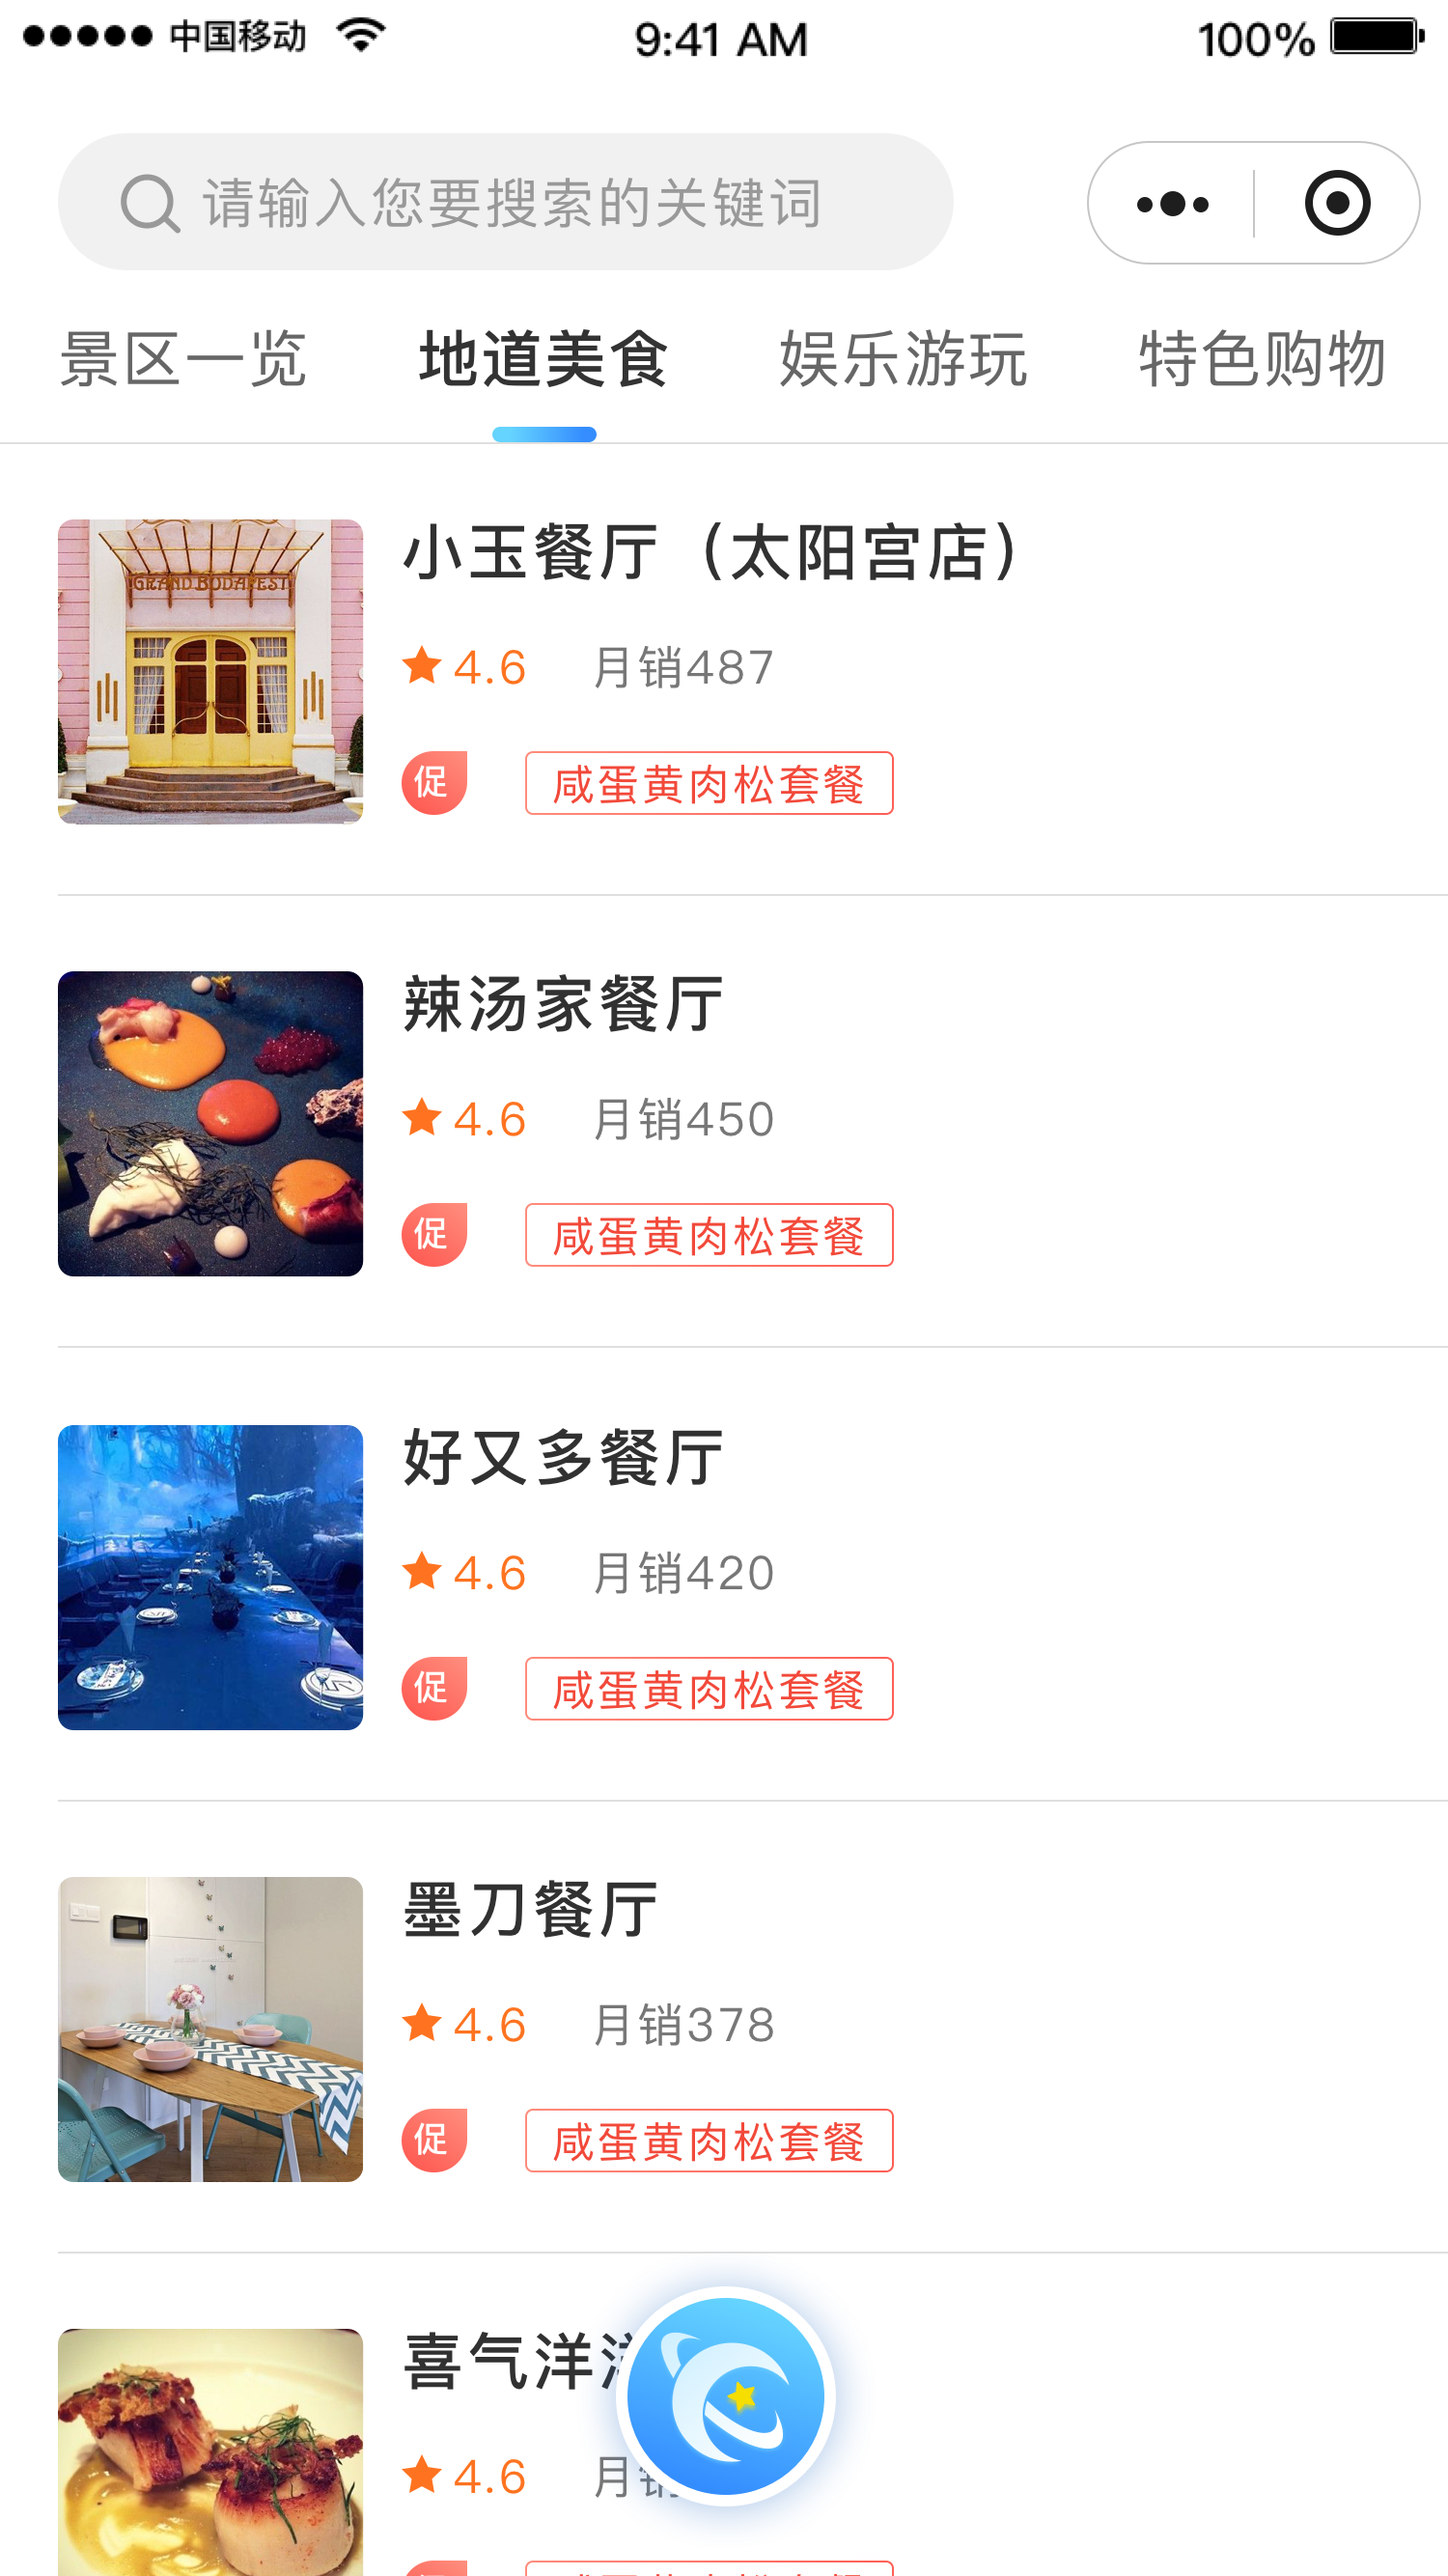 中国移动
9:41 AM
100%
请输入您要搜索的关键词
景区一览
地道美食
娱乐游玩
特色购物
GRAND BUDAPEST
小玉餐厅（太阳宫店）
4.6
月销487
促
咸蛋黄肉松套餐
辣汤家餐厅
4.6
月销450
促
咸蛋黄肉松套餐
好又多餐厅
4.6
月销420
促
咸蛋黄肉松套餐
墨刀餐厅
4.6
月销378
促
咸蛋黄肉松套餐
喜气洋
4.6
月销